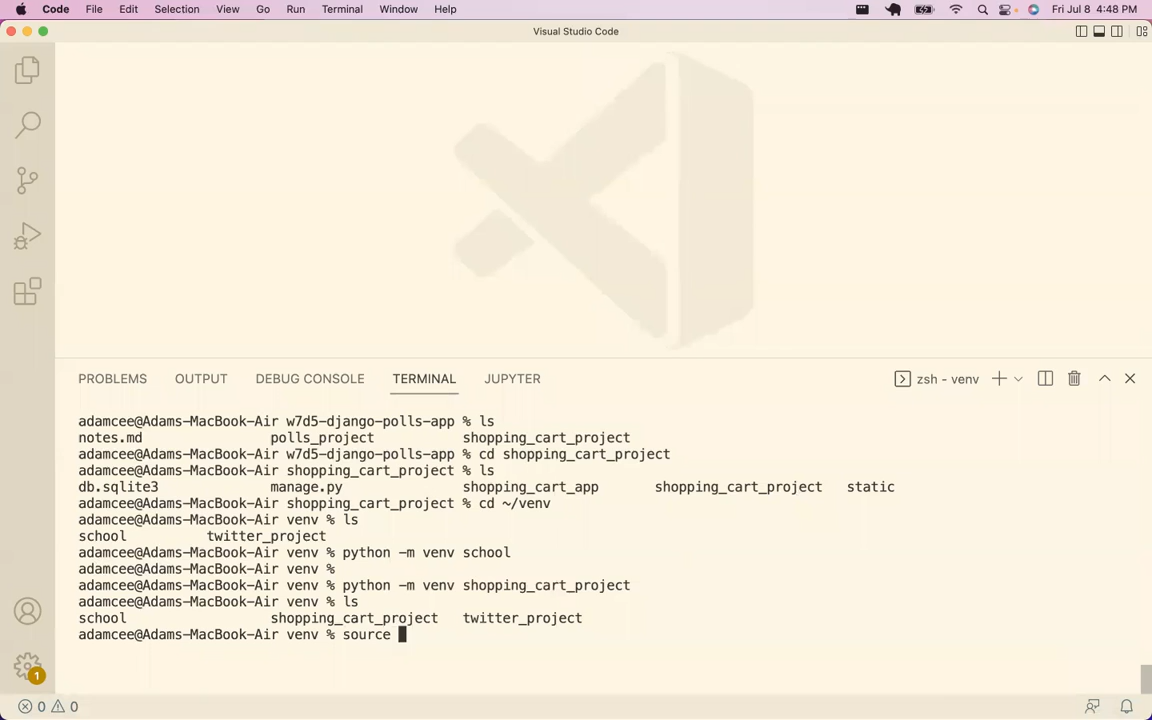 Code File Edit Selection View Go Run Terminal Window Help Fri Jul 8 4:48 PM
Visual Studio Code
PROBLEMS OUTPUT DEBUG CONSOLE TERMINAL JUPYTER zsh - venv
adamcee@Adams-MacBook-Air w7d5-django-polls-app % ls
notes.md polls_project shopping_cart_project
adamcee@Adams-MacBook-Air w7d5-django-polls-app % cd shopping_cart_project
adamcee@Adams-MacBook-Air shopping_cart_project % ls
db.sqlite3 manage.py shopping_cart_app shopping_cart_project static
adamcee@Adams-MacBook-Air shopping_cart_project % cd ~/venv
adamcee@Adams-MacBook-Air venv % ls
school twitter_project
adamcee@Adams-MacBook-Air venv % python -m venv school
adamcee@Adams-MacBook-Air venv %
adamcee@Adams-MacBook-Air venv % python -m venv shopping_cart_project
adamcee@Adams-MacBook-Air venv % ls
school shopping_cart_project twitter_project
adamcee@Adams-MacBook-Air venv % source
1
0 0